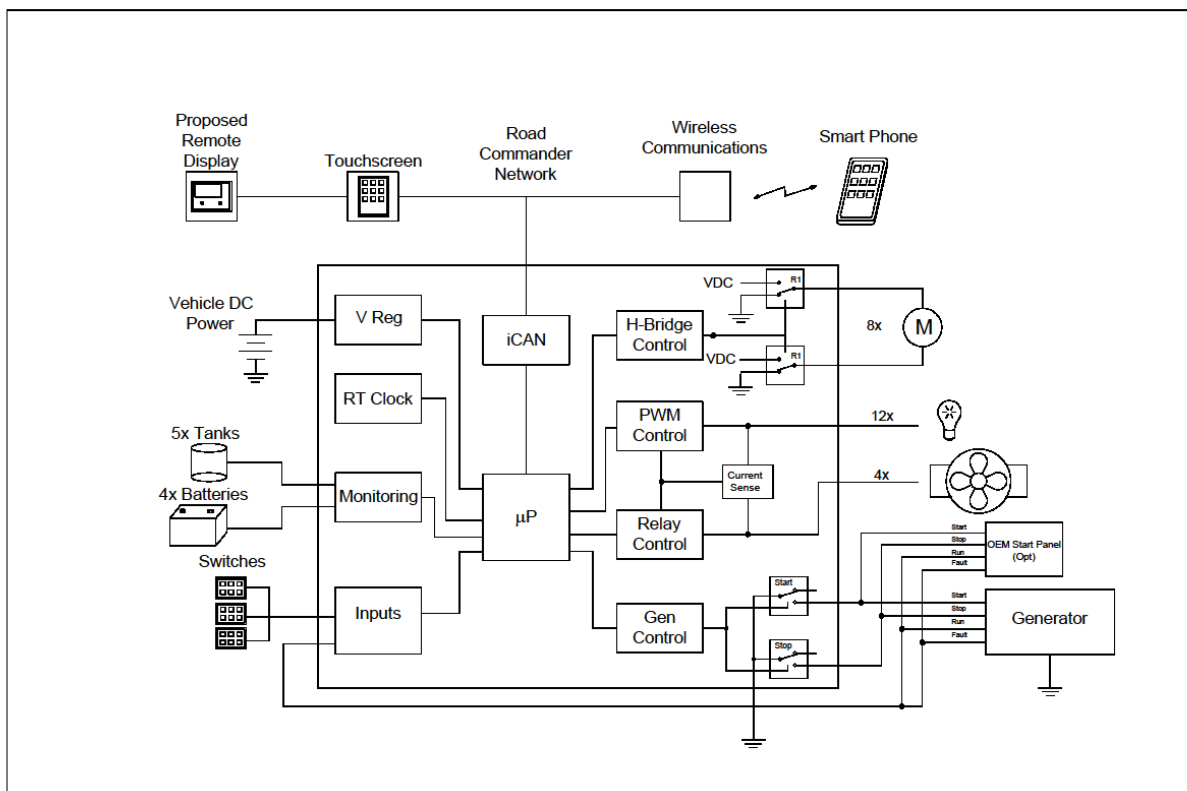 Proposed
Remote
Display
Touchscreen
Road
Commander
Network
Wireless
Communications
Smart Phone
Vehicle DC
Power
V Reg
iCAN
H-Bridge
Control
VDC
R1
VDC
R1
8x
M
RT Clock
5x Tanks
4x Batteries
Monitoring
μP
PWM
Control
12x
Current
Sense
4x
Relay
Control
Switches
Inputs
Gen
Control
Start
Stop
Start
Stop
Run
Fault
OEM Start Panel
(Opt)
Start
Stop
Run
Fault
Generator